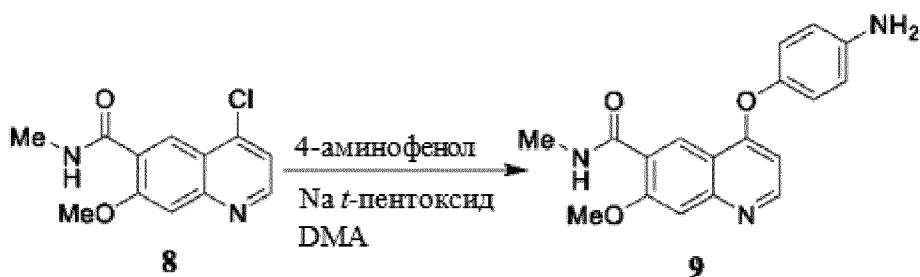 NH₂
O
Cl
O
O
Me
N
H
4-аминофенол
Me
N
H
MeO
N
Na t-пентоксид
MeO
N
DMA
8
9